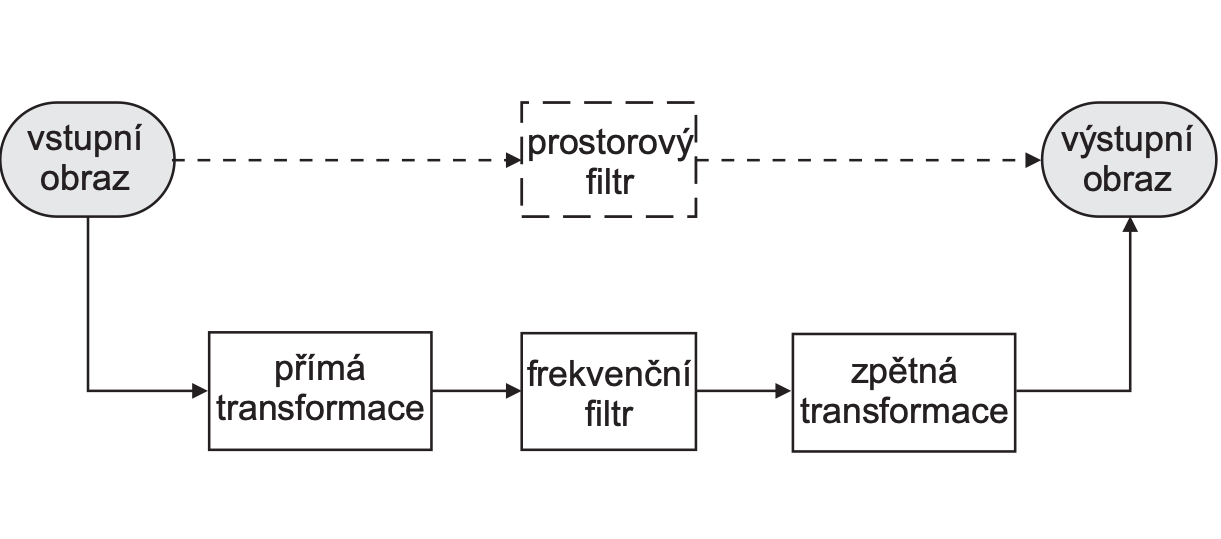 vstupní
obraz
prostorový
filtr
výstupní
obraz
přímá
transformace
frekvenční
filtr
zpětná
transformace